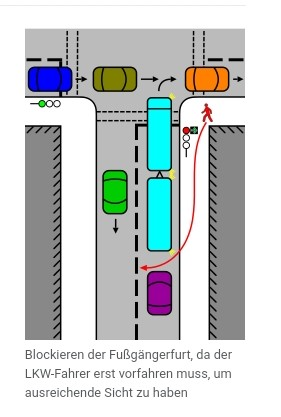 Blockieren der Fußgängerfurt, da der
LKW-Fahrer erst vorfahren muss, um
ausreichende Sicht zu haben